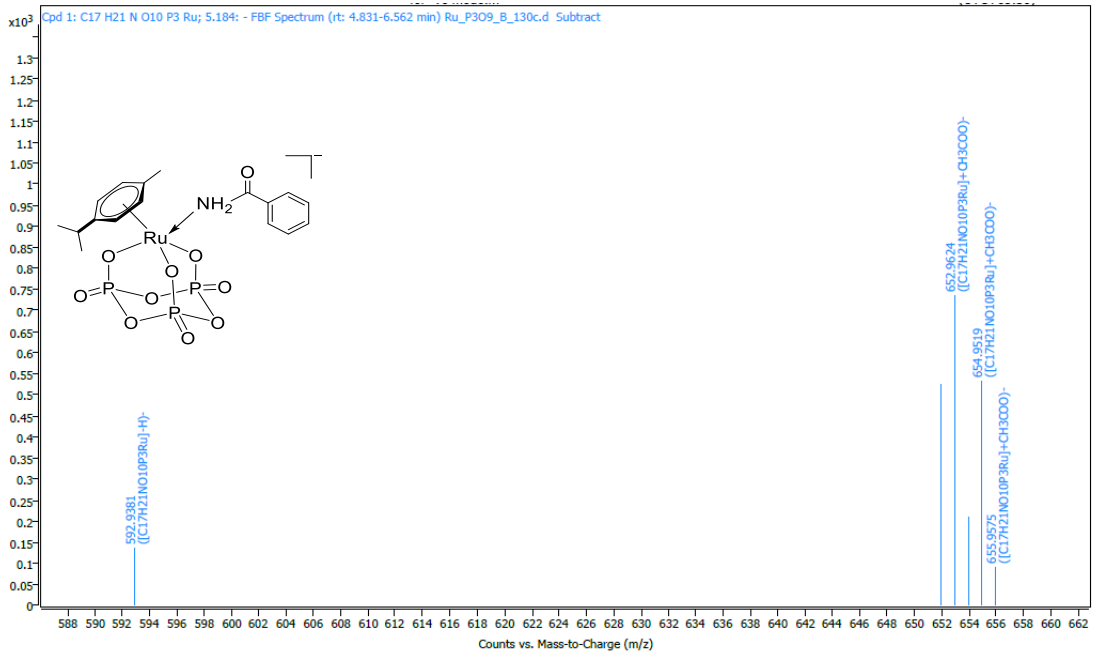 x10³
Cpd 1: C17 H21 N O10 P3 Ru; 5.184: - FBF Spectrum (rt: 4.831-6.562 min) Ru_P3O9_B_130c.d Subtract
1.3
1.25
1.2
1.15
1.1
1.05
1
0.95
0.9
0.85
0.8
0.75
0.7
0.65
0.6
0.55
0.5
0.45
0.4
0.35
0.3
0.25
0.2
0.15
0.1
0.05
0
O
NH2
Ru
O
O
O
O
P
O
P
O
P
O
O
O
592.9381
([C17H21NO10P3Ru]-H)-
652.9624
([C17H21NO10P3Ru]+CH3COO)-
654.9519
([C17H21NO10P3Ru]+CH3COO)-
655.9575
([C17H21NO10P3Ru]+CH3COO)-
588 590 592 594 596 598 600 602 604 606 608 610 612 614 616 618 620 622 624 626 628 630 632 634 636 638 640 642 644 646 648 650 652 654 656 658 660 662
Counts vs. Mass-to-Charge (m/z)